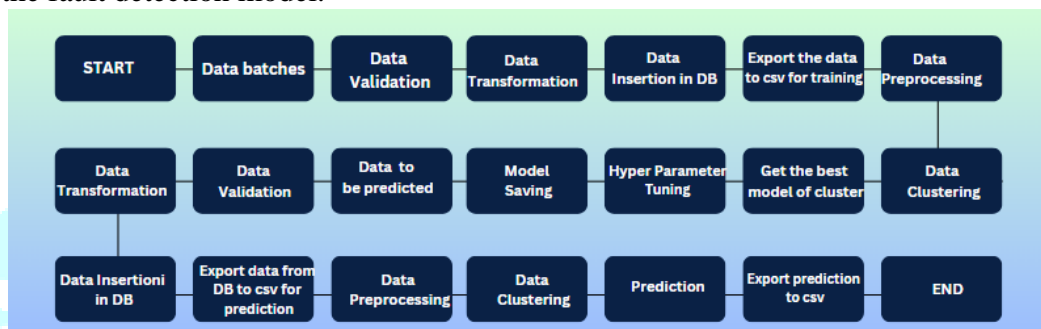 the fault detection model.
START
Data batches
Data
Validation
Data
Transformation
Data
Insertion in DB
Export the data
to csv for training
Data
Preprocessing
Data
Transformation
Data
Validation
Data to
be predicted
Model
Saving
Hyper Parameter
Tuning
Get the best
model of cluster
Data
Clustering
Data Insertioni
in DB
Export data from
DB to csv for
prediction
Data
Preprocessing
Data
Clustering
Prediction
Export prediction
to csv
END